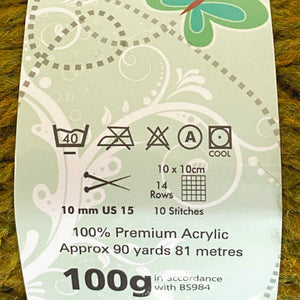 40
A
COOL
10 x 10cm
14
Rows
10 mm US 15
10 Stitches
100% Premium Acrylic
Approx 90 yards 81 metres
100g in accordance
with BS984